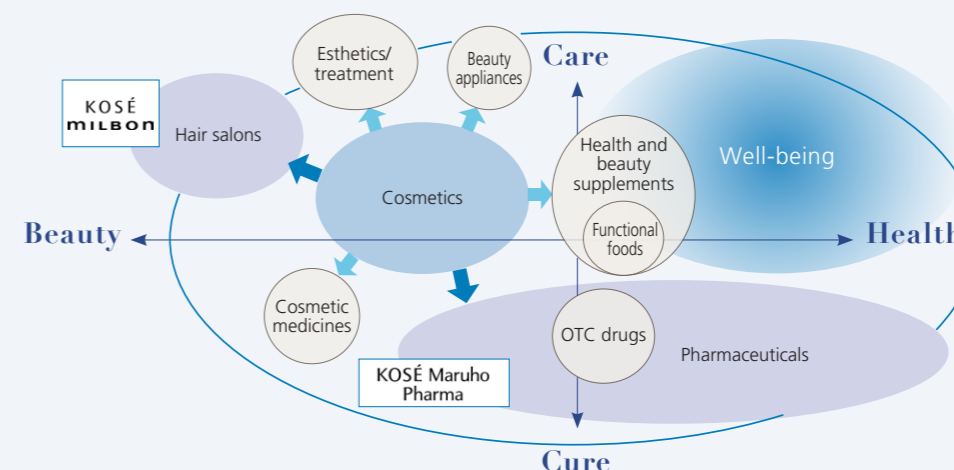 Esthetics/
treatment
Beauty
appliances
Care
KOSÉ
MILBON
Hair salons
Health and
beauty
supplements
Well-being
Cosmetics
Functional
foods
Beauty
Health
Cosmetic
medicines
OTC drugs
Pharmaceuticals
KOSÉ Maruho
Pharma
Cure